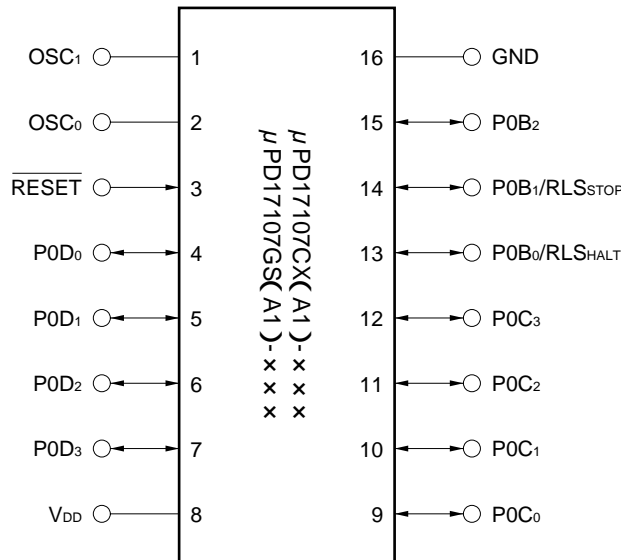 OSC₁ 1 16 GND
OSC₀ 2 15 P0B₂
RESET 3 14 P0B₁/RLSSTOP
P0D₀ 4 13 P0B₀/RLSHALT
P0D₁ 5 12 P0C₃
P0D₂ 6 11 P0C₂
P0D₃ 7 10 P0C₁
VDD 8 9 P0C₀
μPD17107CX(A1)-×××
μPD17107GS(A1)-×××